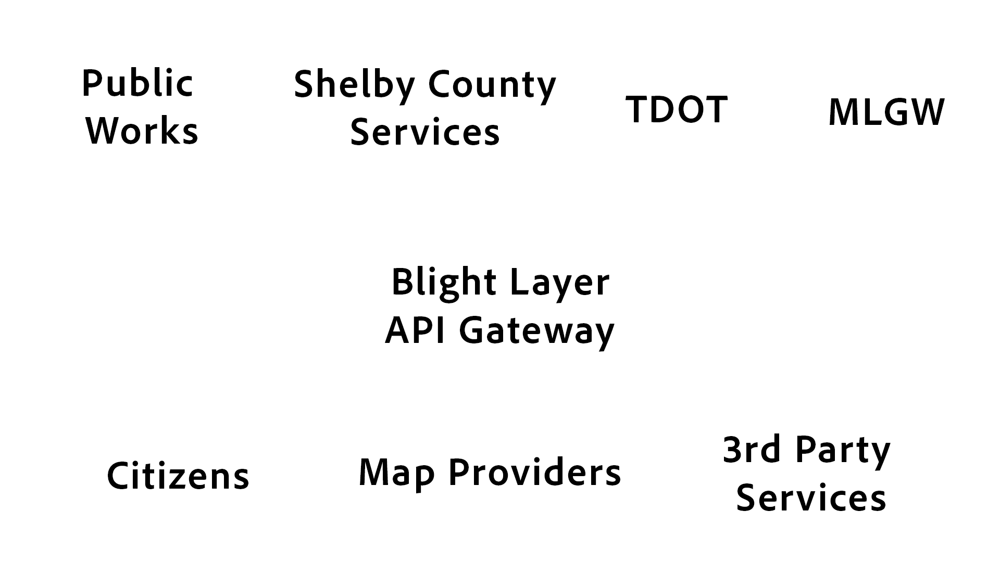 Public
Works
Shelby County
Services
TDOT
MLGW
Blight Layer
API Gateway
Citizens
Map Providers
3rd Party
Services